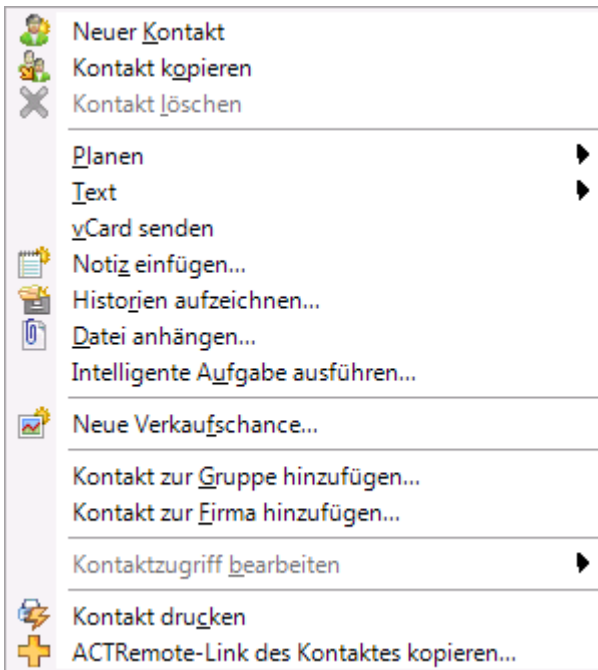 Neuer Kontakt
Kontakt kopieren
Kontakt löschen
Planen
Text
vCard senden
Notiz einfügen...
Historien aufzeichnen...
Datei anhängen...
Intelligente Aufgabe ausführen...
Neue Verkaufschance...
Kontakt zur Gruppe hinzufügen...
Kontakt zur Firma hinzufügen...
Kontaktzugriff bearbeiten
Kontakt drucken
ACTRemote-Link des Kontaktes kopieren...